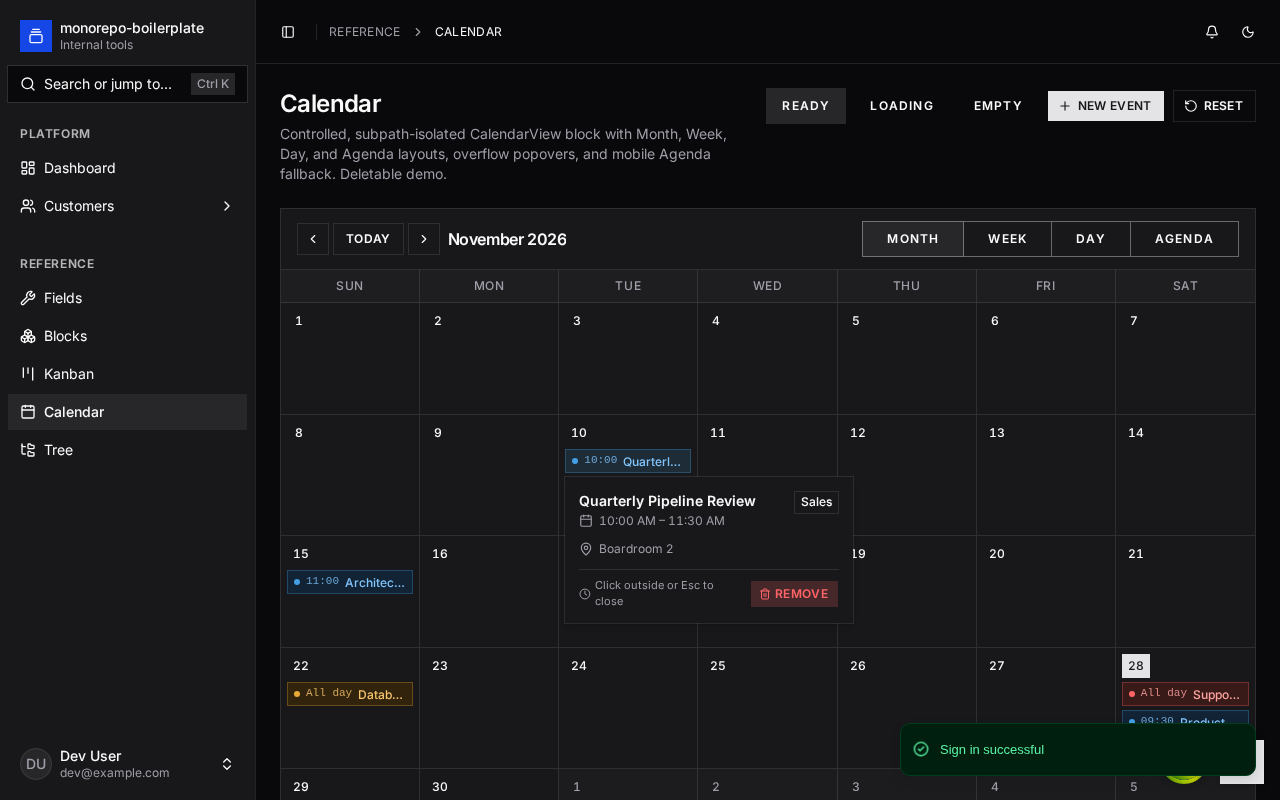 monorepo-boilerplate
Internal tools
Search or jump to...
Ctrl K
PLATFORM
Dashboard
Customers
REFERENCE
Fields
Blocks
Kanban
Calendar
Tree
DU
Dev User
dev@example.com
REFERENCE
CALENDAR
Calendar
Controlled, subpath-isolated CalendarView block with Month, Week,
Day, and Agenda layouts, overflow popovers, and mobile Agenda
fallback. Deletable demo.
READY
LOADING
EMPTY
NEW EVENT
RESET
TODAY
November 2026
MONTH
WEEK
DAY
AGENDA
SUN
MON
TUE
WED
THU
FRI
SAT
1
2
3
4
5
6
7
8
9
10
11
12
13
14
10:00 Quarterl...
Quarterly Pipeline Review
Sales
10:00 AM – 11:30 AM
Boardroom 2
Click outside or Esc to
close
REMOVE
15
16
19
20
21
11:00 Architec...
22
23
24
25
26
27
28
All day Datab...
All day Suppo...
09:30 Product
Sign in successful
29
30
1
2
3
4
5